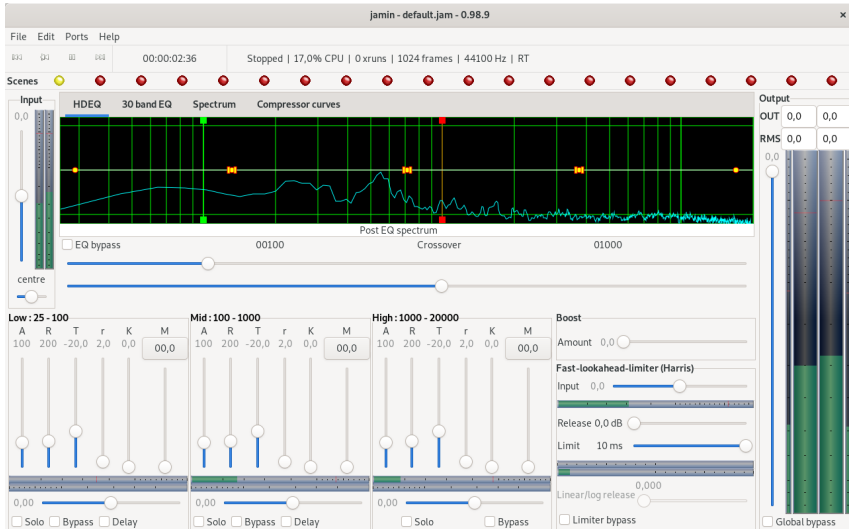 jamin - default.jam - 0.98.9
×
File Edit Ports Help
00:00:02:36 Stopped | 17,0% CPU | 0 xruns | 1024 frames | 44100 Hz | RT
Scenes
Input
HDEQ 30 band EQ Spectrum Compressor curves
Output
0,0
OUT 0,0 0,0
RMS 0,0 0,0
0,0
Post EQ spectrum
EQ bypass 00100 Crossover 01000
centre
Low : 25 - 100 Mid : 100 - 1000 High : 1000 - 20000 Boost
A R T r K M A R T r K M A R T r K M
100 200 -20,0 2,0 0,0 00,0 100 200 -20,0 2,0 0,0 00,0 100 200 -20,0 2,0 0,0 00,0
Amount 0,0
Fast-lookahead-limiter (Harris)
Input 0,0
Release 0,0 dB
Limit 10 ms
0,000
Linear/log release
0,00 0,00 0,00
Solo Bypass Delay Solo Bypass Delay Solo Bypass Limiter bypass Global bypass